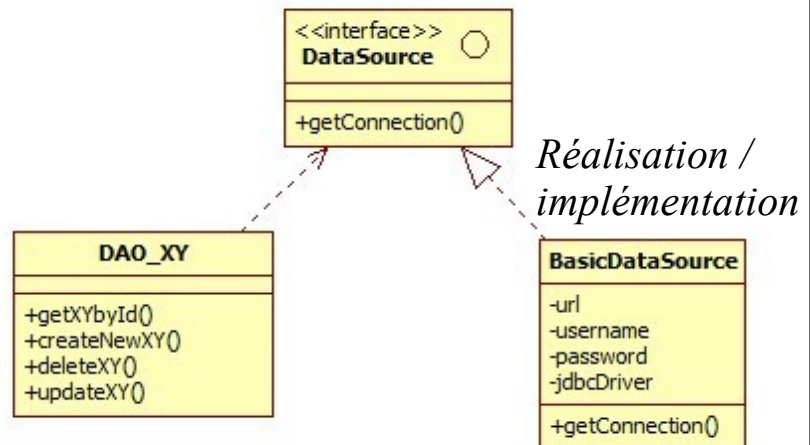 <<interface>>
DataSource
+getConnection()
Réalisation /
implémentation
DAO_XY
+getXYbyId()
+createNewXY()
+deleteXY()
+updateXY()
BasicDataSource
-url
-username
-password
-jdbcDriver
+getConnection()